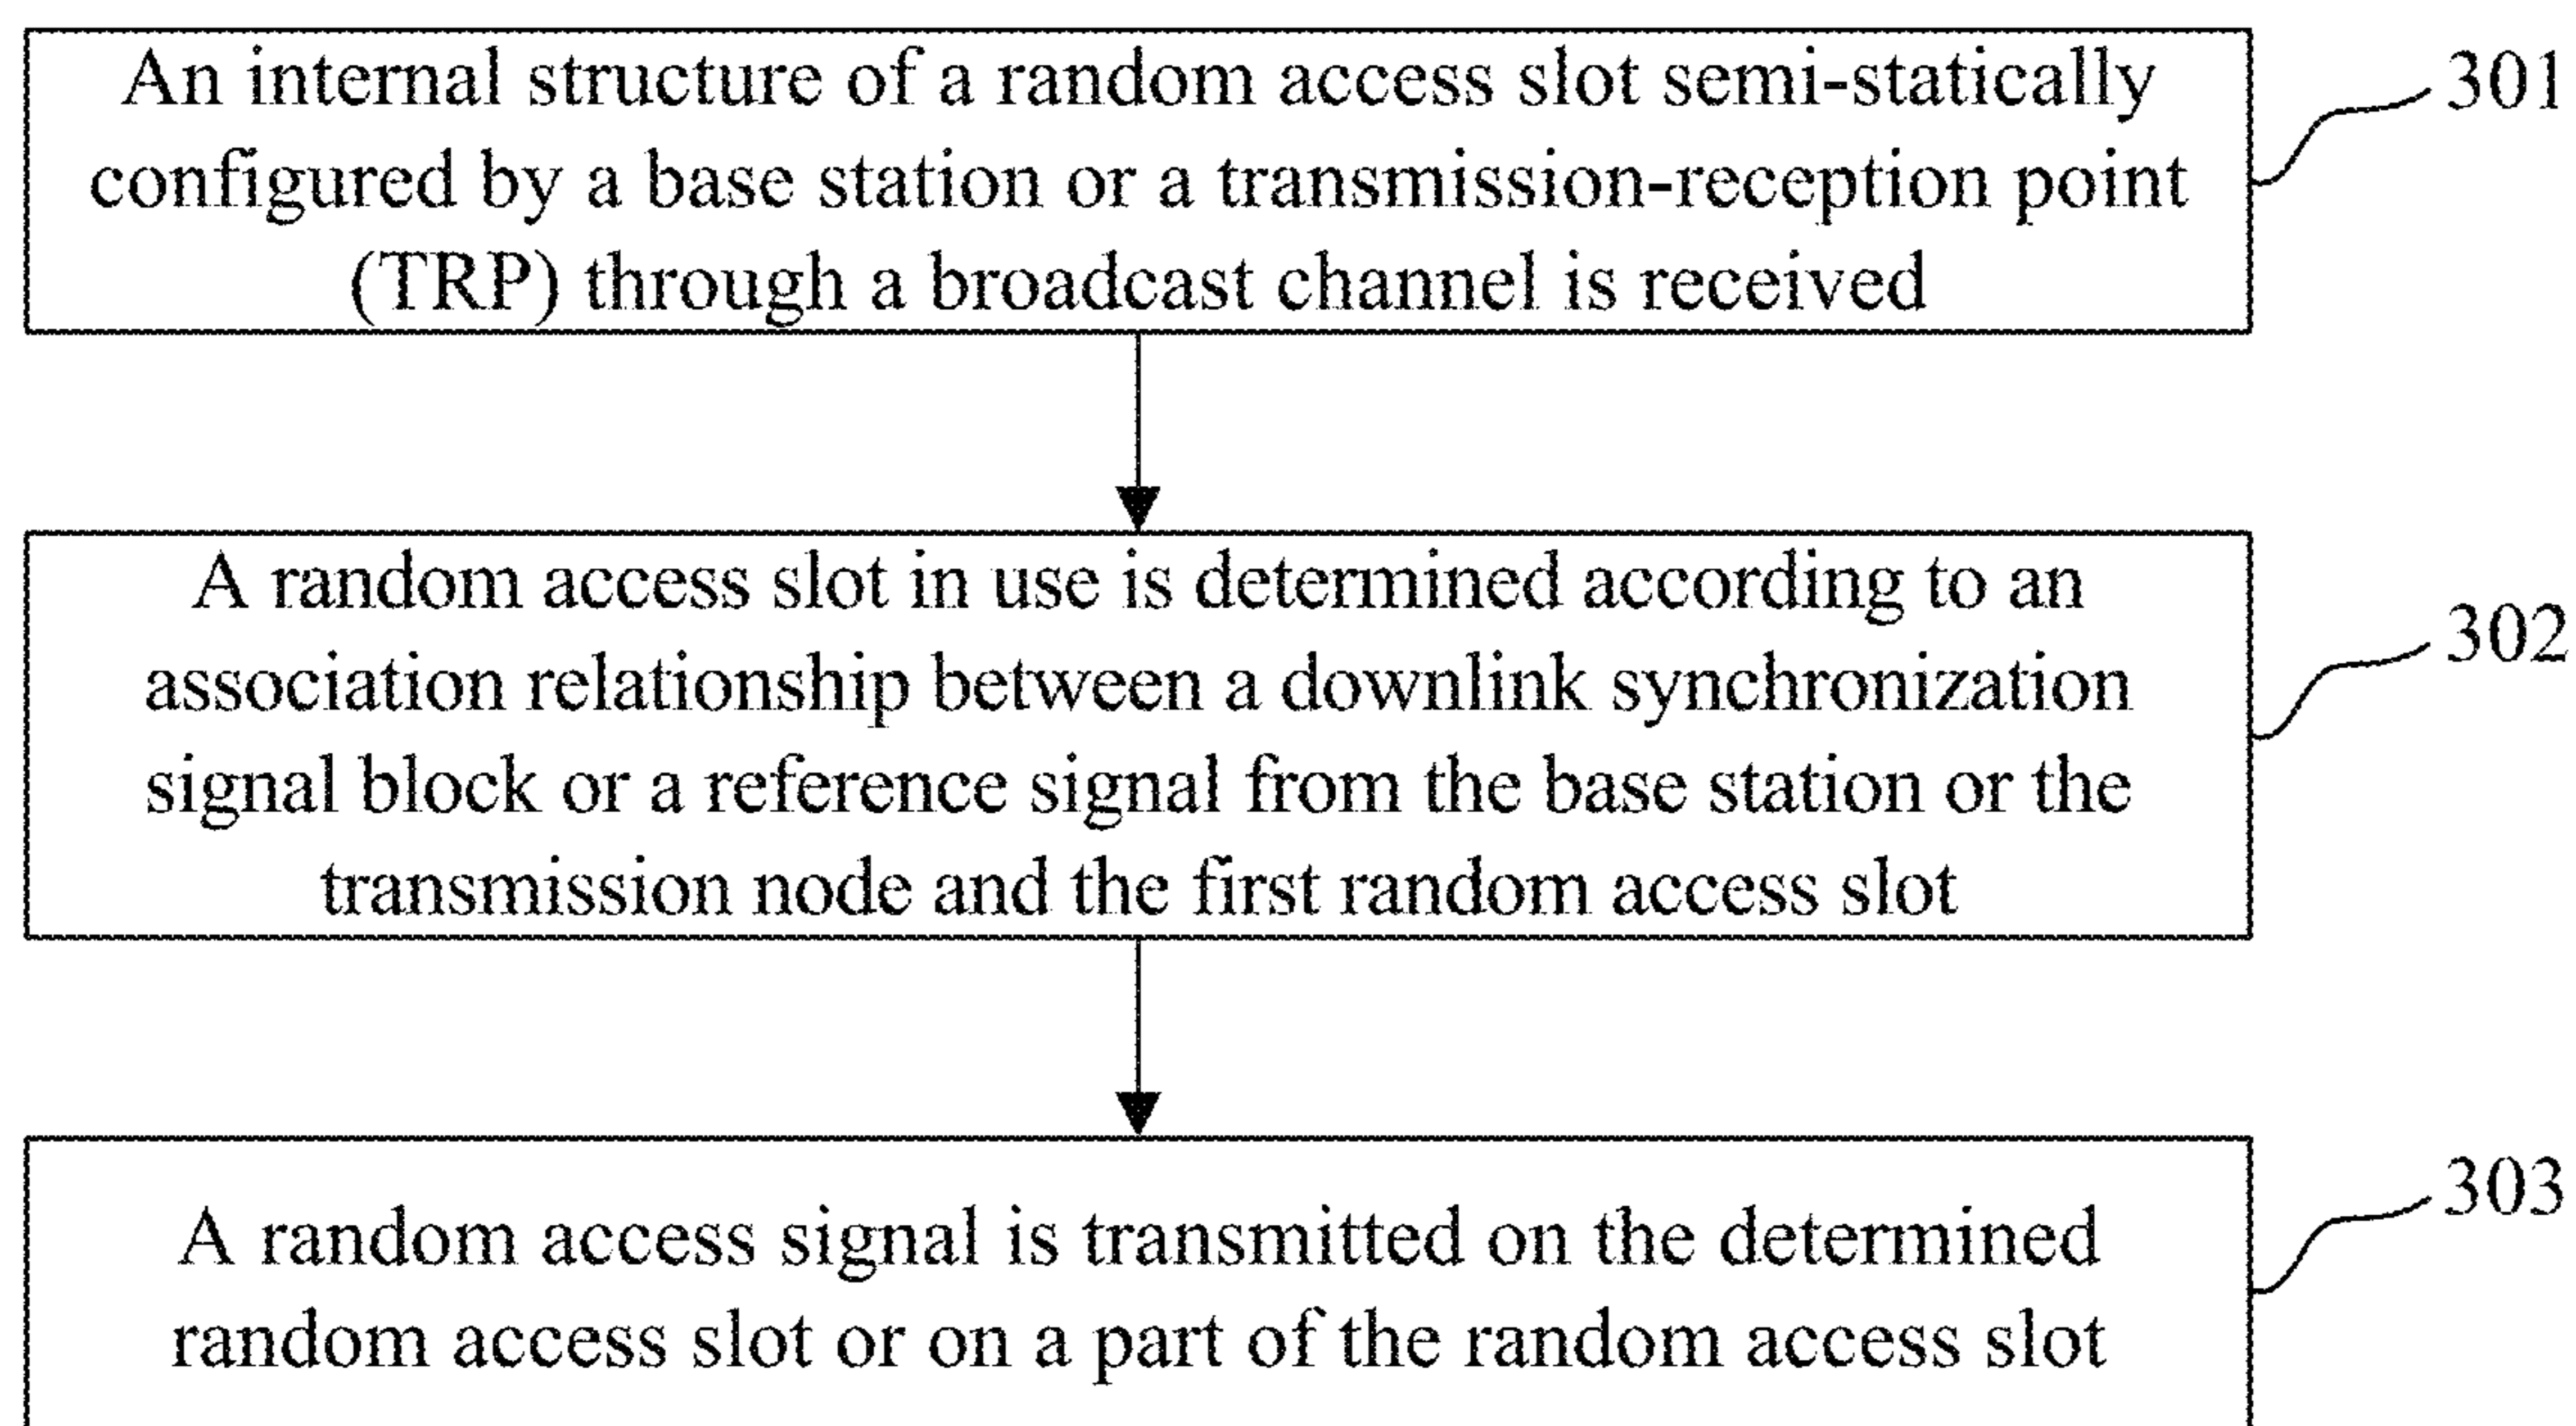 An internal structure of a random access slot semi-statically
configured by a base station or a transmission-reception point
(TRP) through a broadcast channel is received
301
A random access slot in use is determined according to an
association relationship between a downlink synchronization
signal block or a reference signal from the base station or the
transmission node and the first random access slot
302
A random access signal is transmitted on the determined
random access slot or on a part of the random access slot
303